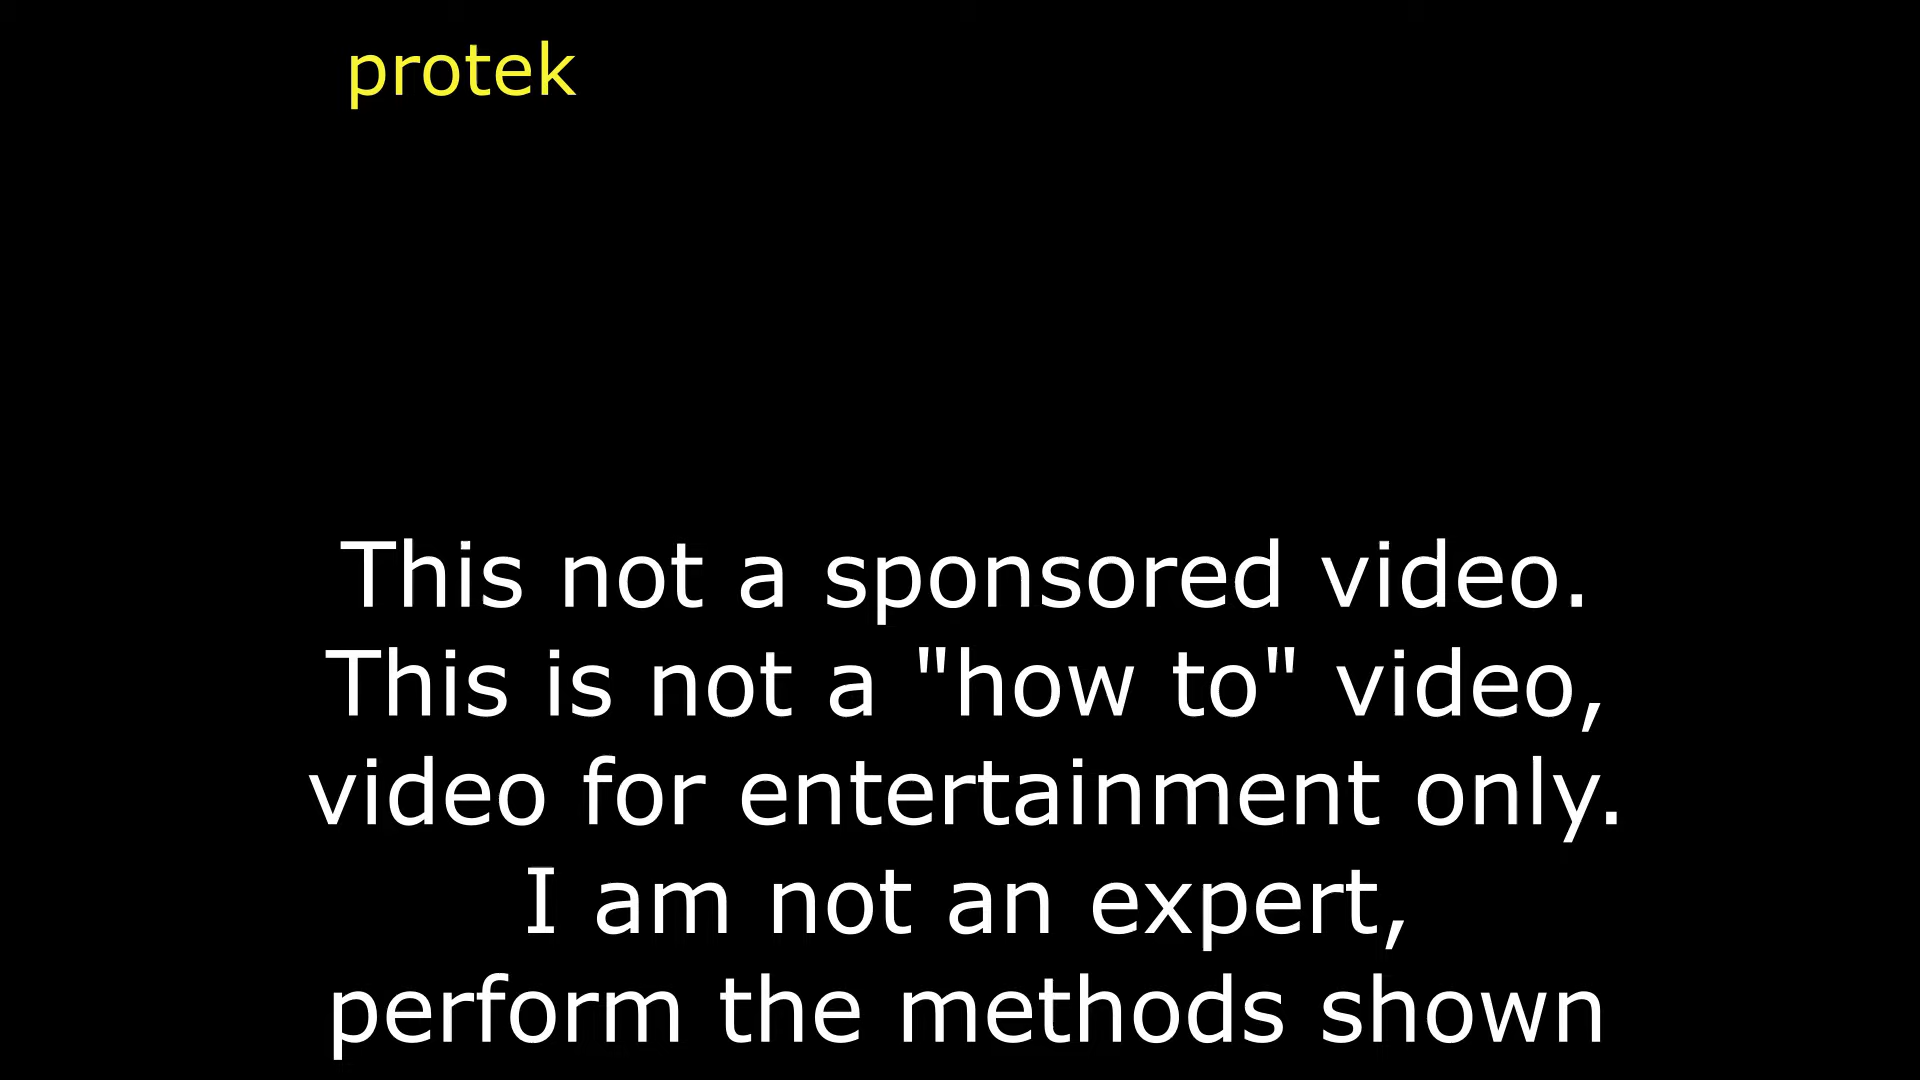 protek
This not a sponsored video.
This is not a "how to" video,
video for entertainment only.
I am not an expert,
perform the methods shown